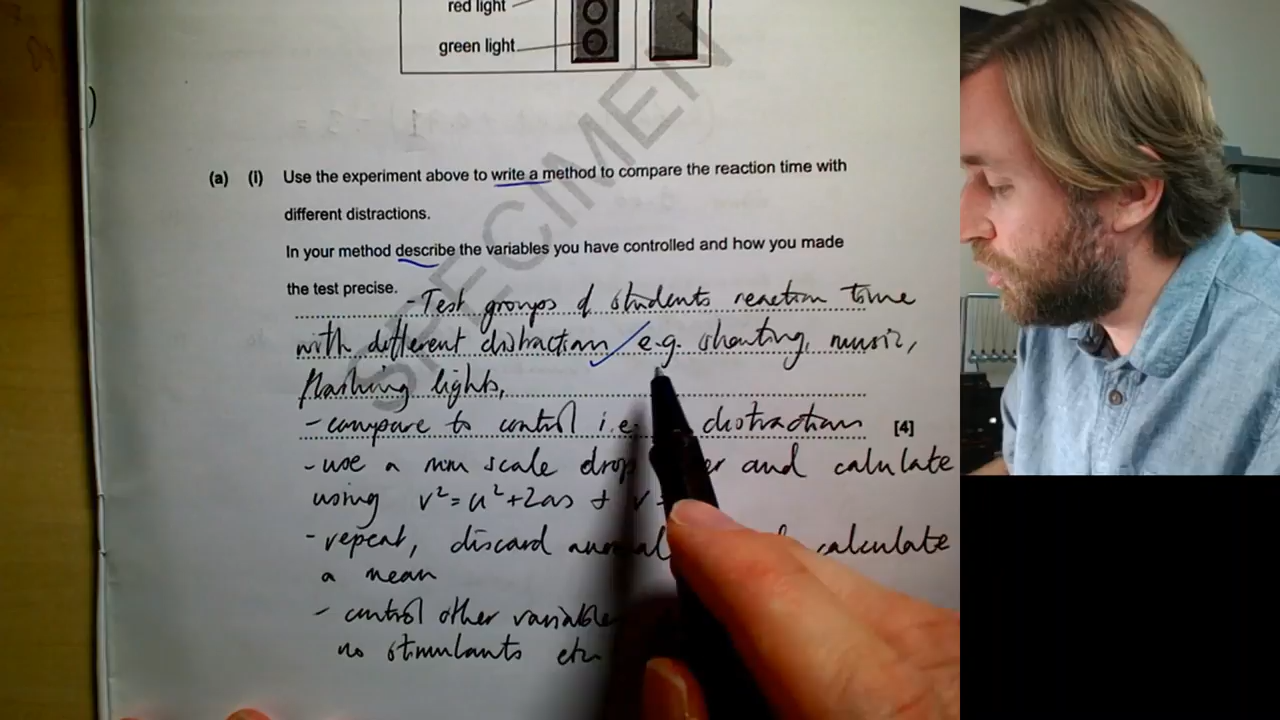 red light
green light
SPECIMEN
(a) (i) Use the experiment above to write a method to compare the reaction time with
different distractions.
In your method describe the variables you have controlled and how you made
the test precise.
- Test groups of students reaction time
with different distraction e.g. shouting, music,
flashing lights,
- compare to control i.e. distraction [4]
- use a mm scale drop and calulate
using v²=u²+2as +
- repeat, discard calculate
a mean
- control other variable
no stimulants etc